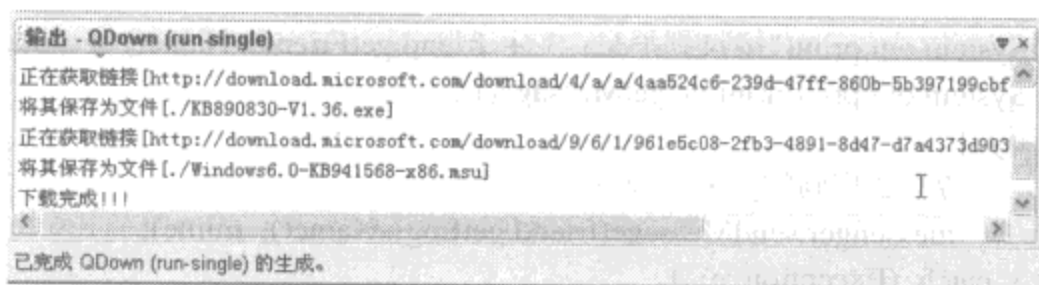 输出 - QDown (run-single)
正在获取链接[http://download.microsoft.com/download/4/a/a/4aa524c6-239d-47ff-860b-5b397199cbf
将其保存为文件[./KB890830-V1.36.exe]
正在获取链接[http://download.microsoft.com/download/9/6/1/961e5c08-2fb3-4891-8d47-d7a4373d903
将其保存为文件[./Windows6.0-KB941568-x86.msu]
下载完成!!!
已完成 QDown (run-single) 的生成。